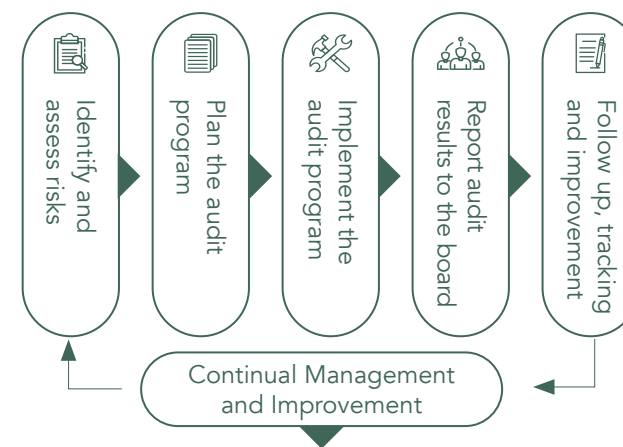 Identify and
assess risks
Plan the audit
program
Implement the
audit program
Report audit
results to the board
Follow up, tracking
and improvement
Continual Management
and Improvement